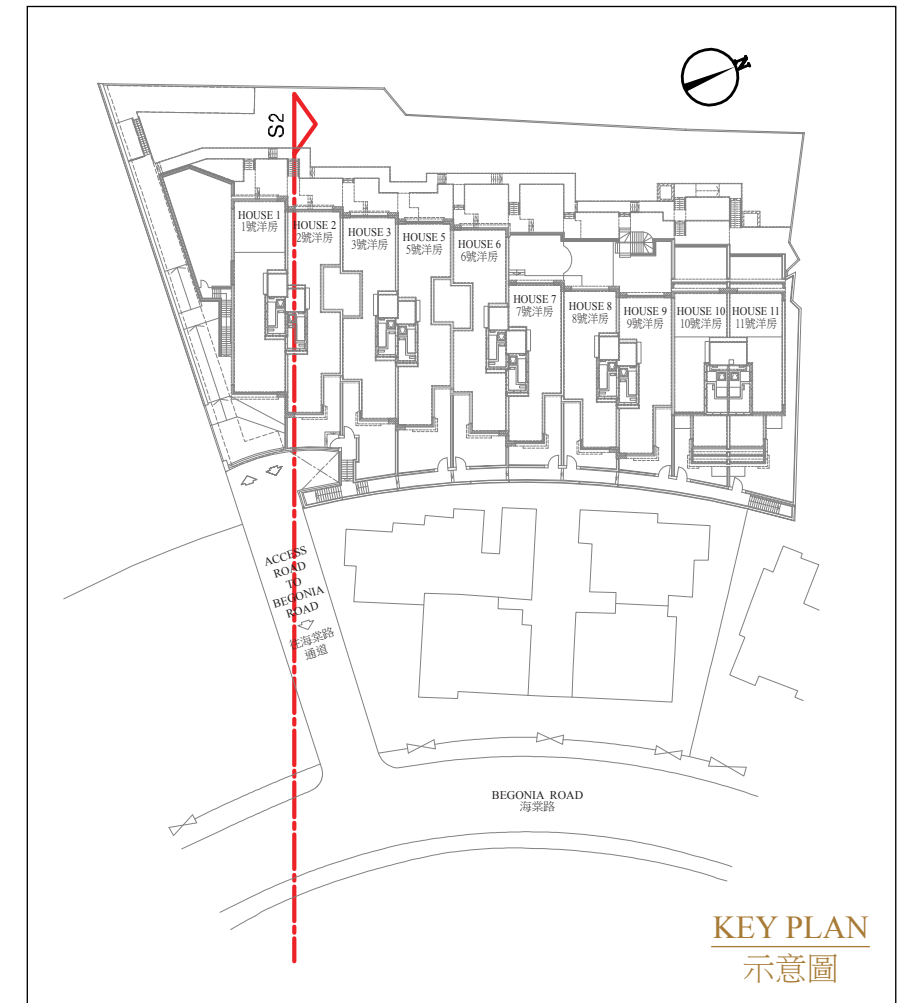 N
S2
HOUSE 1
1號洋房
HOUSE 2
2號洋房
HOUSE 3
3號洋房
HOUSE 5
5號洋房
HOUSE 6
6號洋房
HOUSE 7
7號洋房
HOUSE 8
8號洋房
HOUSE 9
9號洋房
HOUSE 10
10號洋房
HOUSE 11
11號洋房
ACCESS
ROAD
TO
BEGONIA
ROAD
往海棠路
通道
BEGONIA ROAD
海棠路
KEY PLAN
示意圖